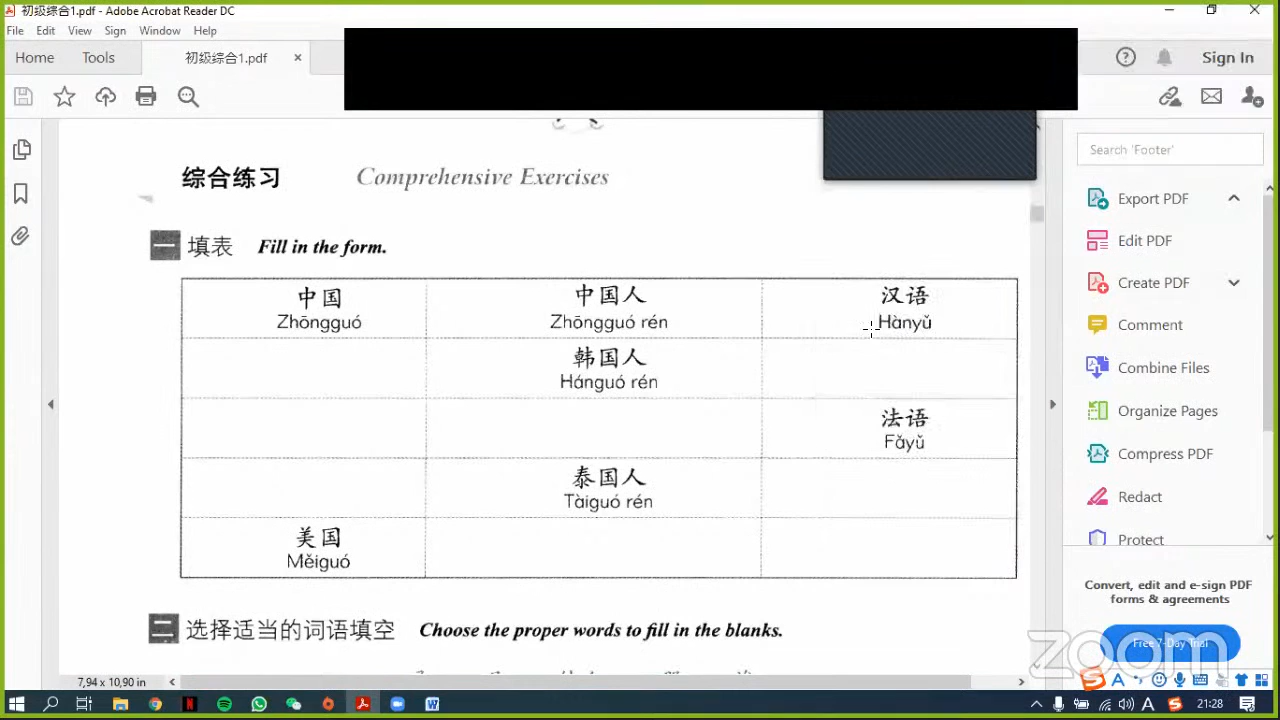 初级综合1.pdf - Adobe Acrobat Reader DC
File Edit View Sign Window Help
Home Tools 初级综合1.pdf × Sign In
Search 'Footer'
综合练习 Comprehensive Exercises
一 填表 Fill in the form.
中国 中国人 汉语
Zhōngguó Zhōngguó rén Hànyǔ
韩国人
Hánguó rén
法语
Fǎyǔ
泰国人
Tàiguó rén
美国
Měiguó
二 选择适当的词语填空 Choose the proper words to fill in the blanks.
7,94 x 10,90 in
Export PDF
Edit PDF
Create PDF
Comment
Combine Files
Organize Pages
Compress PDF
Redact
Protect
Convert, edit and e-sign PDF
forms & agreements
Free 7-Day Trial
zoom
21:28